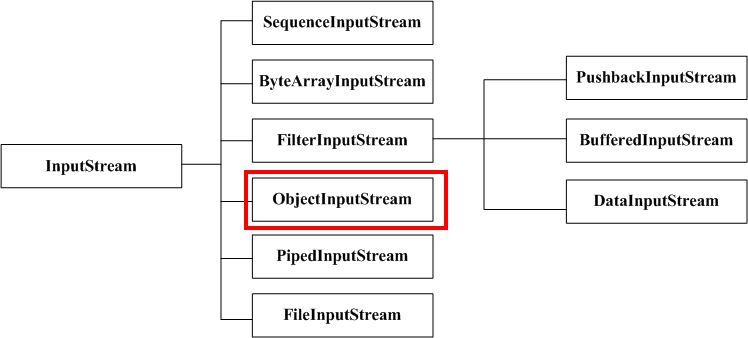 InputStream
SequenceInputStream
ByteArrayInputStream
FilterInputStream
ObjectInputStream
PipedInputStream
FileInputStream
PushbackInputStream
BufferedInputStream
DataInputStream